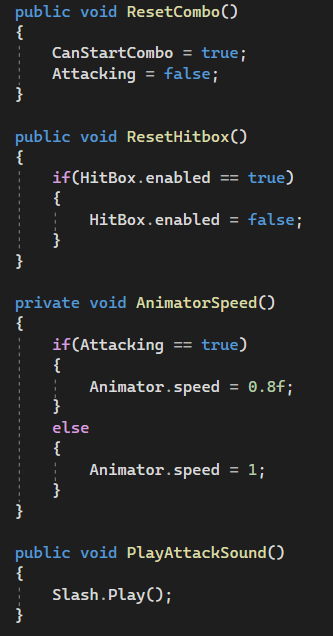 public void ResetCombo()
{
    CanStartCombo = true;
    Attacking = false;
}

public void ResetHitbox()
{
    if(HitBox.enabled == true)
    {
        HitBox.enabled = false;
    }
}

private void AnimatorSpeed()
{
    if(Attacking == true)
    {
        Animator.speed = 0.8f;
    }
    else
    {
        Animator.speed = 1;
    }
}

public void PlayAttackSound()
{
    Slash.Play();
}